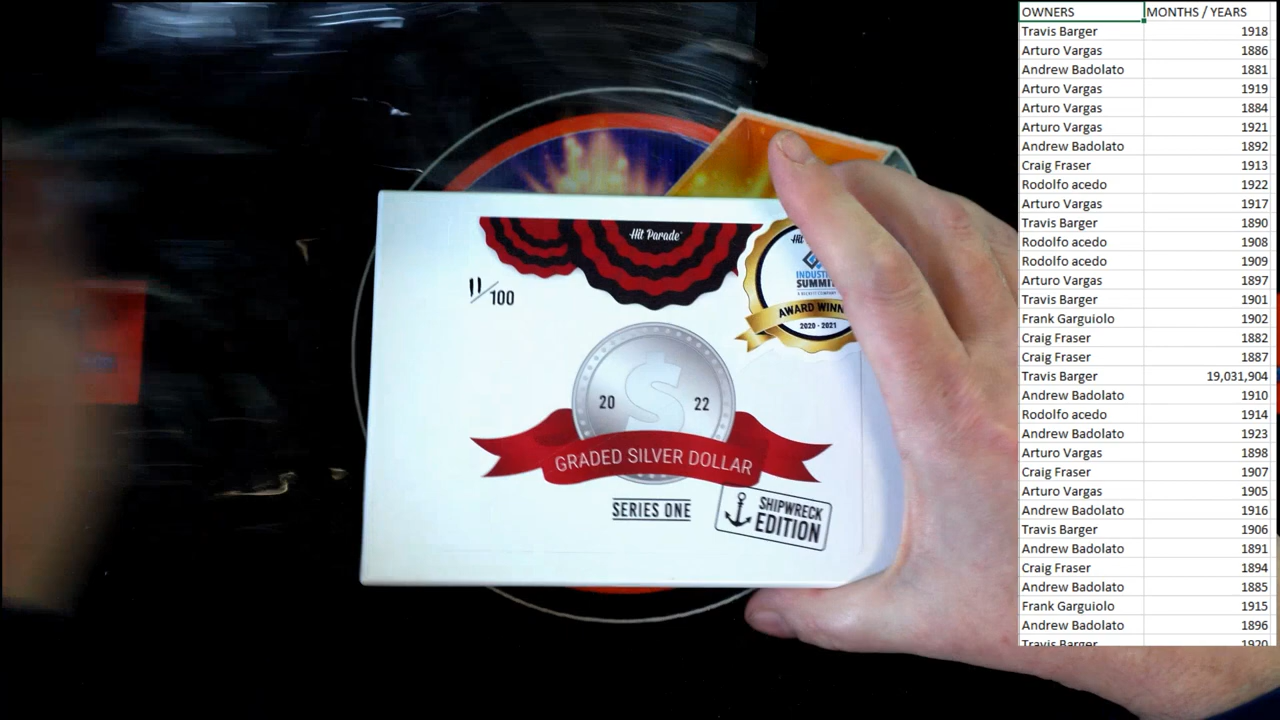 Hit Parade
11/100
INDUST
SUMMI
AWARD WINN
2020 - 2021
20 22
GRADED SILVER DOLLAR
SERIES ONE
SHIPWRECK
EDITION
OWNERS MONTHS / YEARS
Travis Barger 1918
Arturo Vargas 1886
Andrew Badolato 1881
Arturo Vargas 1919
Arturo Vargas 1884
Arturo Vargas 1921
Andrew Badolato 1892
Craig Fraser 1913
Rodolfo acedo 1922
Arturo Vargas 1917
Travis Barger 1890
Rodolfo acedo 1908
Rodolfo acedo 1909
Arturo Vargas 1897
Travis Barger 1901
Frank Garguiolo 1902
Craig Fraser 1882
Craig Fraser 1887
Travis Barger 19,031,904
Andrew Badolato 1910
Rodolfo acedo 1914
Andrew Badolato 1923
Arturo Vargas 1898
Craig Fraser 1907
Arturo Vargas 1905
Andrew Badolato 1916
Travis Barger 1906
Andrew Badolato 1891
Craig Fraser 1894
Andrew Badolato 1885
Frank Garguiolo 1915
Andrew Badolato 1896
Travis Barger 1920